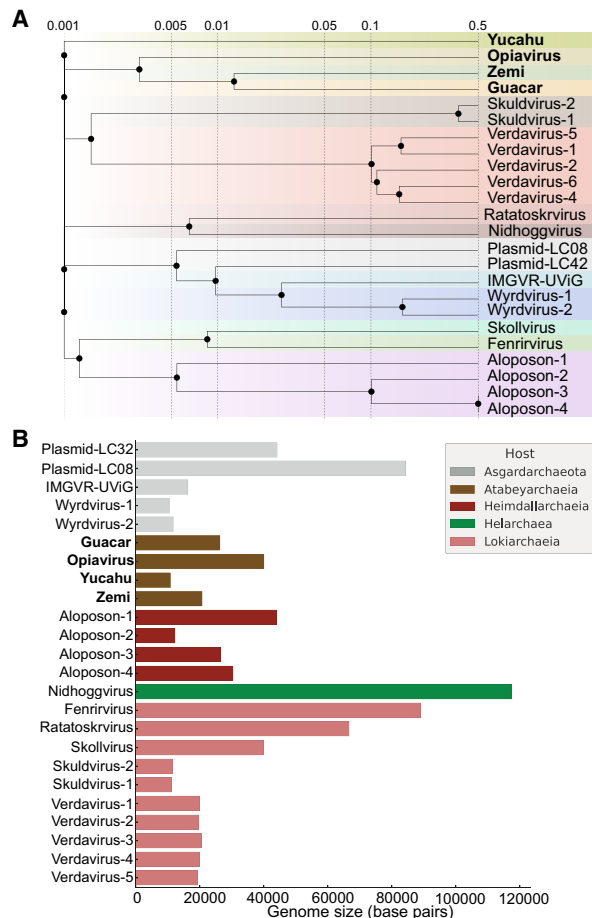 A
0.001 0.005 0.01 0.05 0.1 0.5
Yucahu
Opiavirus
Zemi
Guacar
Skuldvirus-2
Skuldvirus-1
Verdavirus-5
Verdavirus-1
Verdavirus-2
Verdavirus-6
Verdavirus-4
Ratatoskrvirus
Nidhoggvirus
Plasmid-LC08
Plasmid-LC42
IMGVR-UViG
Wyrdvirus-1
Wyrdvirus-2
Skollvirus
Fenrirvirus
Aloposon-1
Aloposon-2
Aloposon-3
Aloposon-4
B
Plasmid-LC32
Plasmid-LC08
IMGVR-UViG
Wyrdvirus-1
Wyrdvirus-2
Guacar
Opiavirus
Yucahu
Zemi
Aloposon-1
Aloposon-2
Aloposon-3
Aloposon-4
Nidhoggvirus
Fenrirvirus
Ratatoskrvirus
Skollvirus
Skuldvirus-2
Skuldvirus-1
Verdavirus-1
Verdavirus-2
Verdavirus-3
Verdavirus-4
Verdavirus-5
Host
Asgardarchaeota
Atabeyarchaeia
Heimdallarchaeia
Helarchaea
Lokiarchaeia
0 20000 40000 60000 80000 100000 120000
Genome size (base pairs)